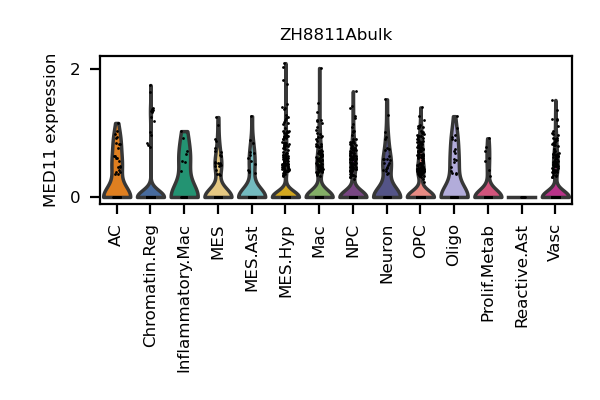 ZH8811Abulk
MED11 expression
2
0
AC
Chromatin.Reg
Inflammatory.Mac
MES
MES.Ast
MES.Hyp
Mac
NPC
Neuron
OPC
Oligo
Prolif.Metab
Reactive.Ast
Vasc